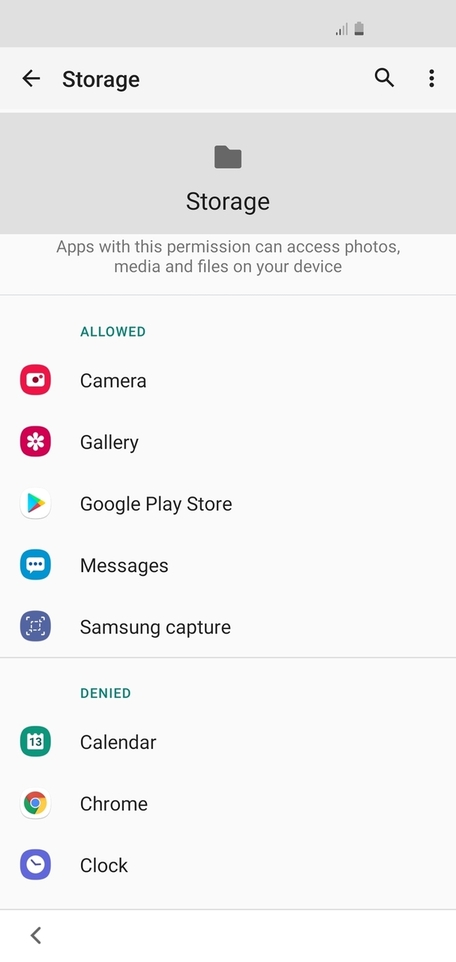 Storage
Storage
Apps with this permission can access photos,
media and files on your device
ALLOWED
Camera
Gallery
Google Play Store
Messages
Samsung capture
DENIED
13
Calendar
Chrome
Clock